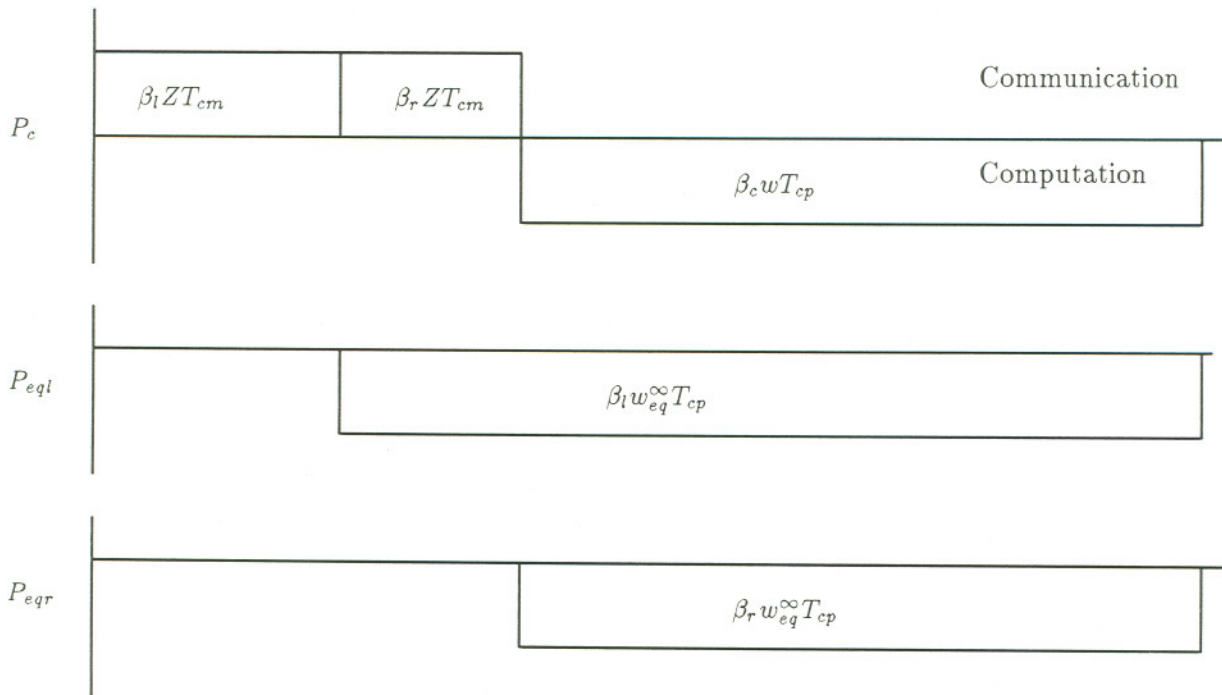 β_l Z T_cm
β_r Z T_cm
Communication
P_c
β_c w T_cp
Computation
P_eql
β_l w_eq^∞ T_cp
P_eqr
β_r w_eq^∞ T_cp